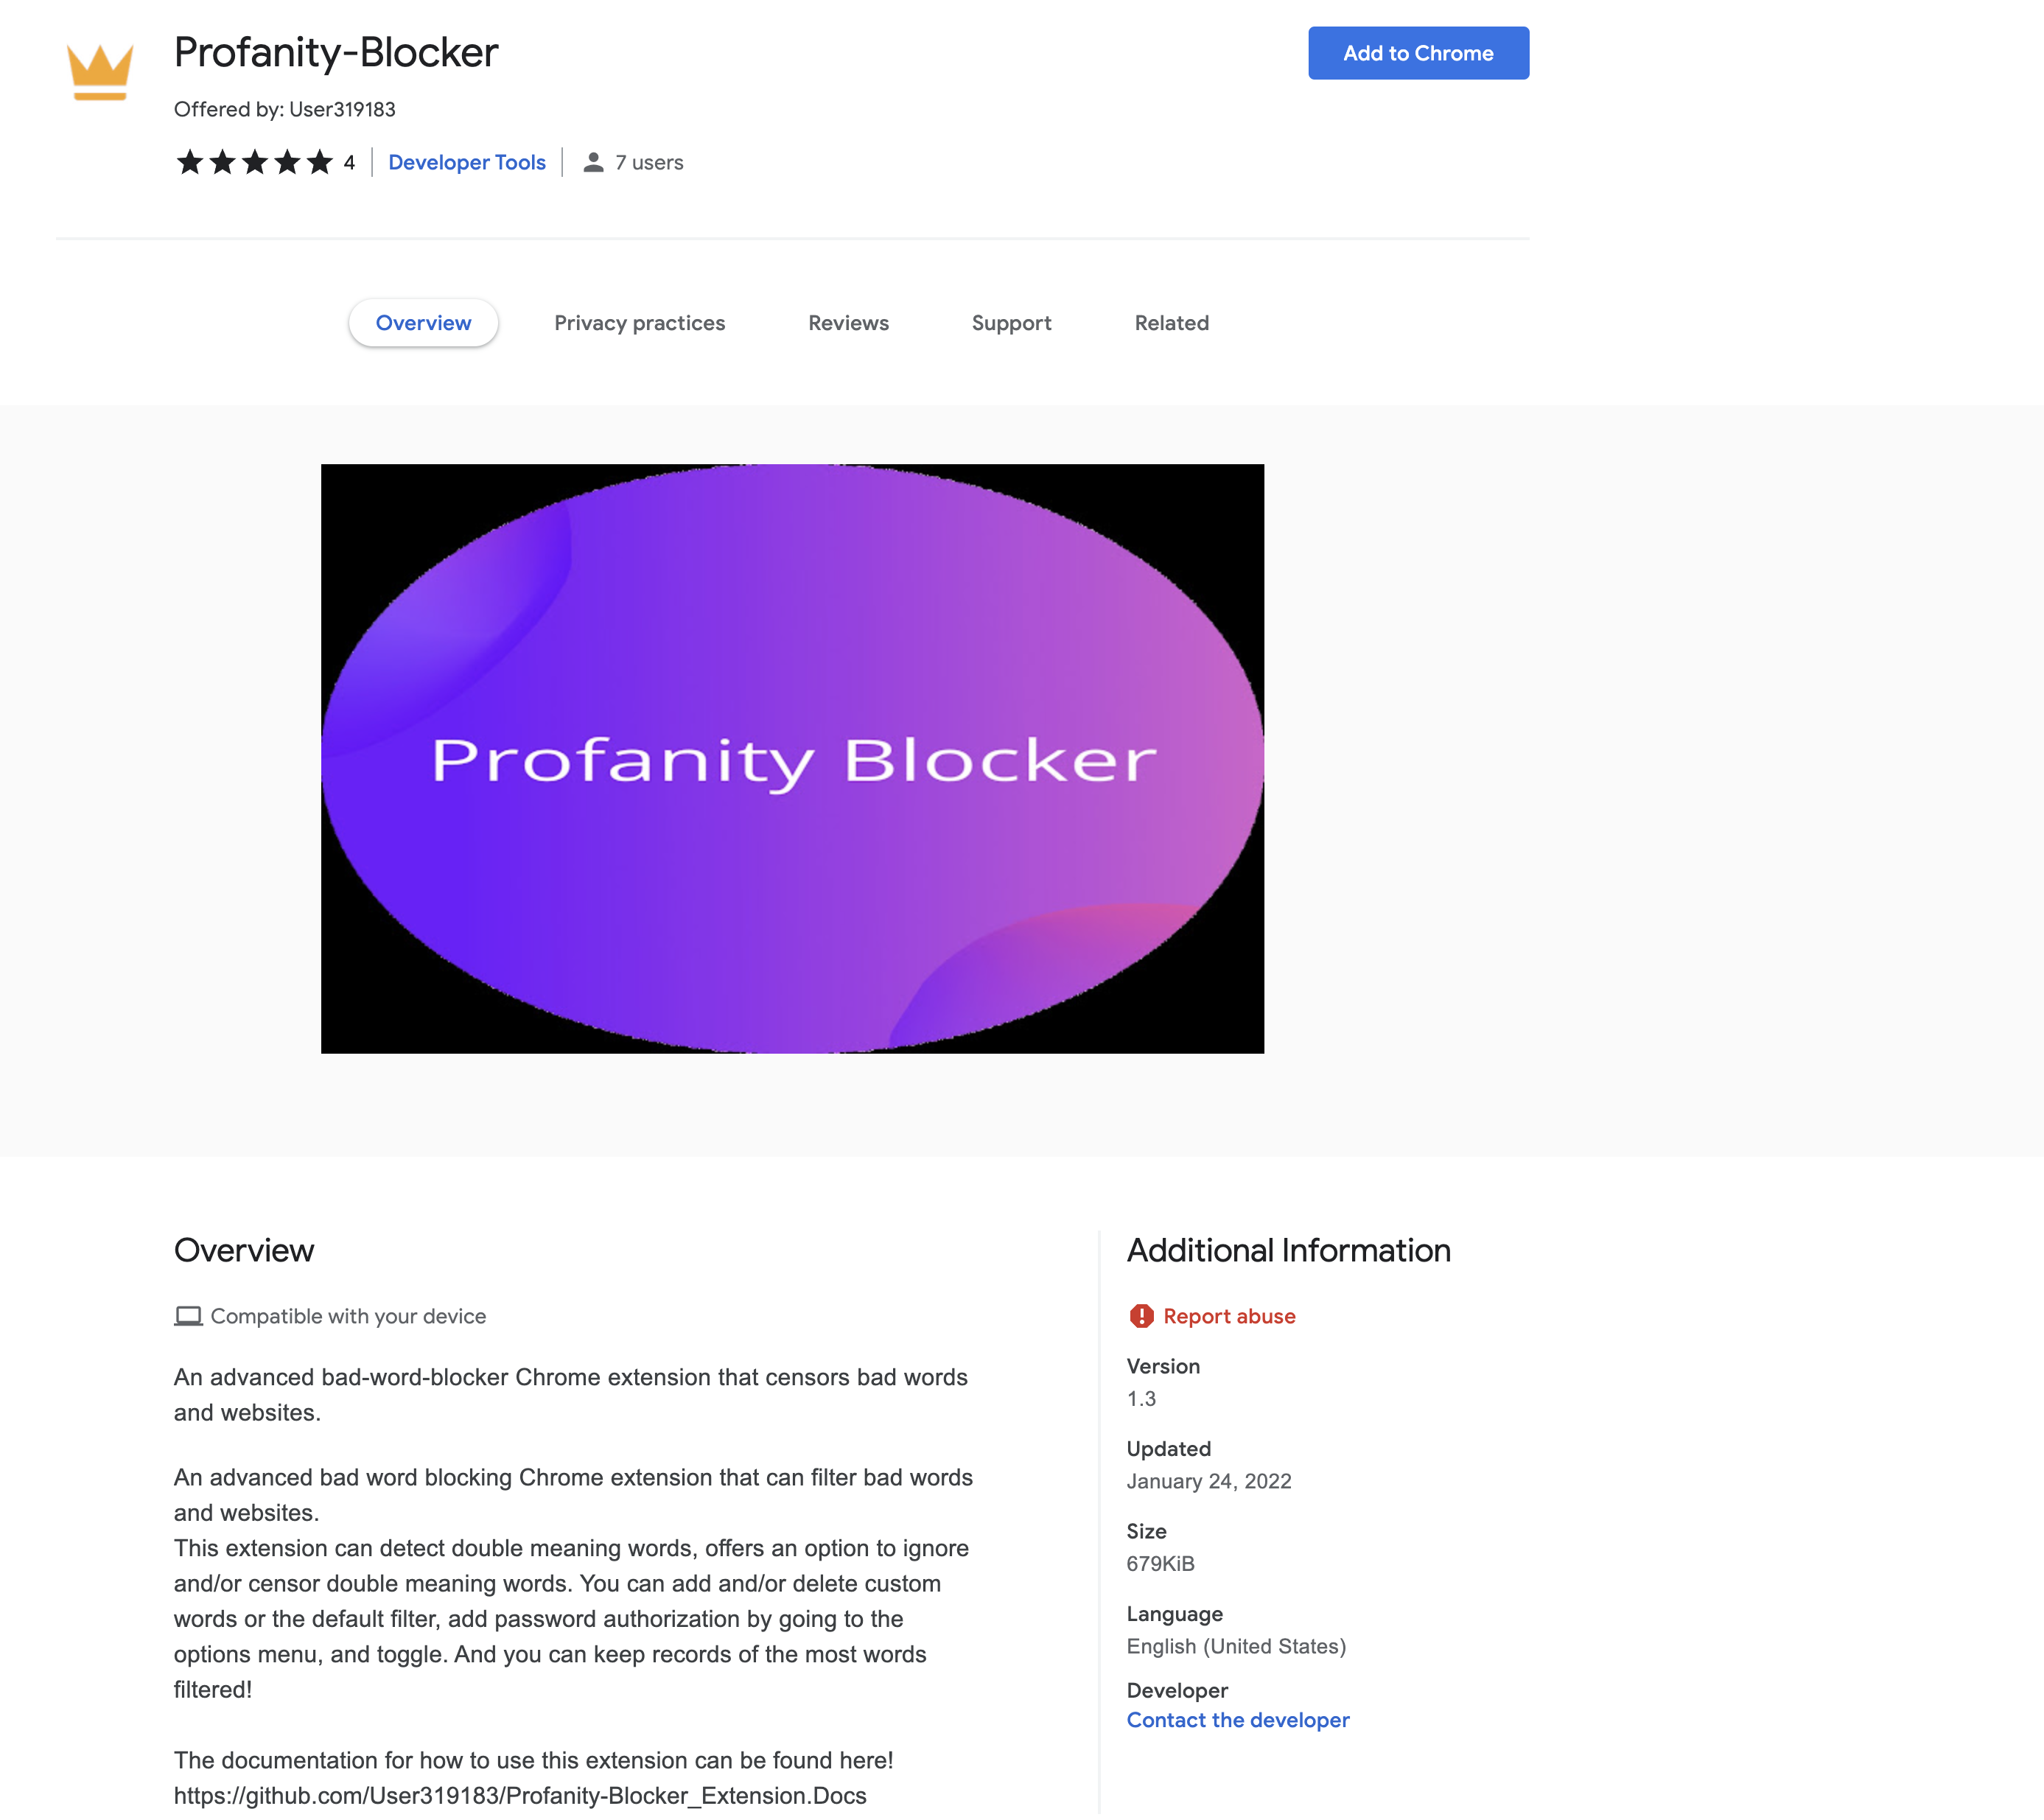 Profanity-Blocker
Add to Chrome
Offered by: User319183
4
Developer Tools
7 users
Overview
Privacy practices
Reviews
Support
Related
Profanity Blocker
Overview
Compatible with your device
An advanced bad-word-blocker Chrome extension that censors bad words
and websites.
An advanced bad word blocking Chrome extension that can filter bad words
and websites.
This extension can detect double meaning words, offers an option to ignore
and/or censor double meaning words. You can add and/or delete custom
words or the default filter, add password authorization by going to the
options menu, and toggle. And you can keep records of the most words
filtered!
The documentation for how to use this extension can be found here!
https://github.com/User319183/Profanity-Blocker_Extension.Docs
Additional Information
Report abuse
Version
1.3
Updated
January 24, 2022
Size
679KiB
Language
English (United States)
Developer
Contact the developer